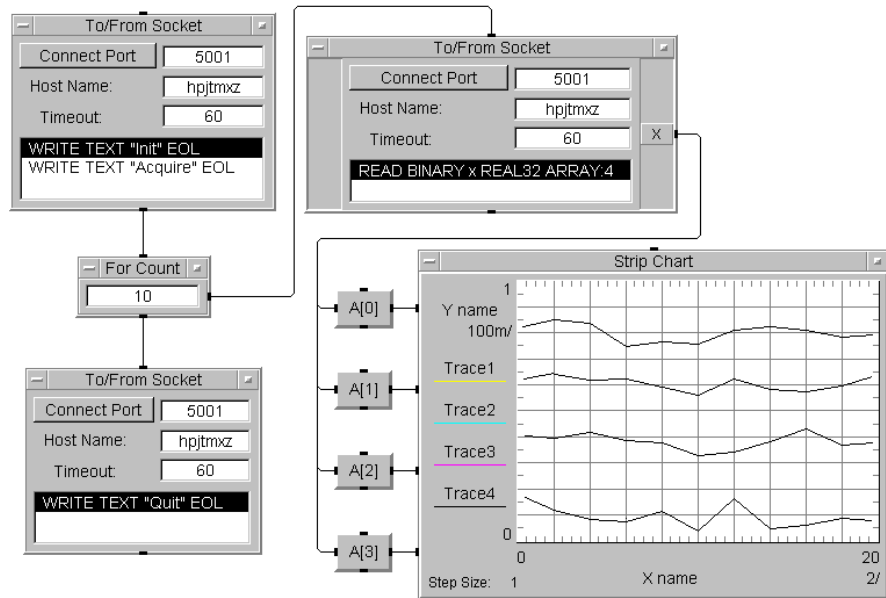 To/From Socket
Connect Port
5001
Host Name:
hpjtmxz
Timeout:
60
WRITE TEXT "Init" EOL
WRITE TEXT "Acquire" EOL
To/From Socket
Connect Port
5001
Host Name:
hpjtmxz
Timeout:
60
X
READ BINARY x REAL32 ARRAY:4
For Count
10
To/From Socket
Connect Port
5001
Host Name:
hpjtmxz
Timeout:
60
WRITE TEXT "Quit" EOL
A[0]
A[1]
A[2]
A[3]
Strip Chart
1
Y name
100m/
Trace1
Trace2
Trace3
Trace4
0
0
20
Step Size: 1
X name
2/